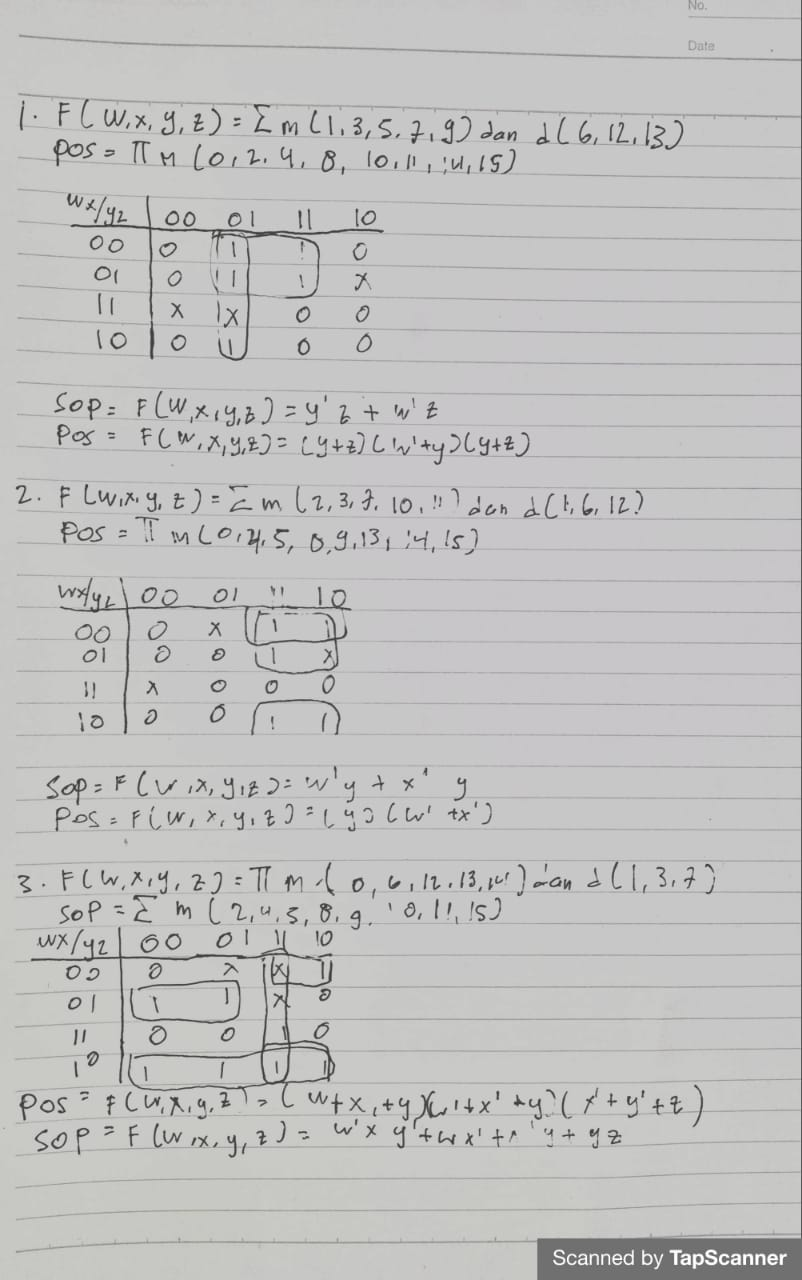 No.
Date
1. F(W,x,y,z) = Σ m (1,3,5,7,9) dan d(6,12,13)
POS = π M (0,2,4,8,10,11,14,15)
wx/yz 00 01 11 10
00 0 1 1 0
01 0 1 1 x
11 x x 0 0
10 0 1 0 0
SOP = F(W,x,y,z) = y'z + w'z
POS = F(W,x,y,z) = (y+z)(w'+y)(y+z)
2. F(w,x,y,z) = Σ m (2,3,7,10,11) dan d(1,6,12)
POS = π m (0,4,5,8,9,13,14,15)
wx/yz 00 01 11 10
00 0 x 1 1
01 0 0 1 x
11 x 0 0 0
10 0 0 1 1
SOP = F(w,x,y,z) = w'y + x'y
POS = F(w,x,y,z) = (y)(w'+x')
3. F(w,x,y,z) = π m (0,6,12,13,14) dan d(1,3,7)
SOP = Σ m (2,4,5,8,9,10,11,15)
wx/yz 00 01 11 10
00 0 x x 1
01 1 1 x 0
11 0 0 1 0
10 1 1 1 1
POS = F(w,x,y,z) = (w+x+y)(w'+x'+y)(x'+y'+z)
SOP = F(w,x,y,z) = w'xy'+wx'+x'y+yz
Scanned by TapScanner